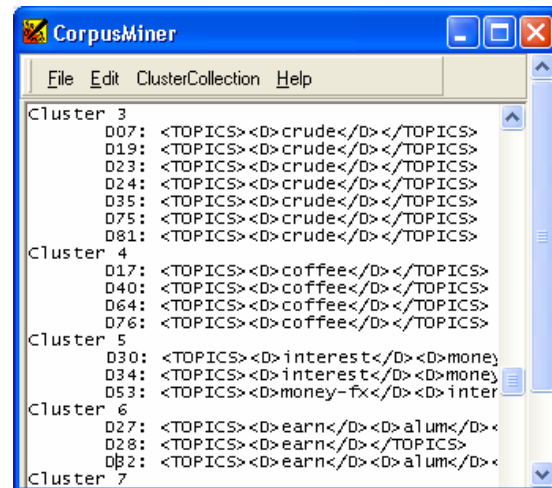 CorpusMiner
File Edit ClusterCollection Help
Cluster 3
D07: <TOPICS><D>crude</D></TOPICS>
D19: <TOPICS><D>crude</D></TOPICS>
D23: <TOPICS><D>crude</D></TOPICS>
D24: <TOPICS><D>crude</D></TOPICS>
D35: <TOPICS><D>crude</D></TOPICS>
D75: <TOPICS><D>crude</D></TOPICS>
D81: <TOPICS><D>crude</D></TOPICS>
Cluster 4
D17: <TOPICS><D>coffee</D></TOPICS>
D40: <TOPICS><D>coffee</D></TOPICS>
D64: <TOPICS><D>coffee</D></TOPICS>
D76: <TOPICS><D>coffee</D></TOPICS>
Cluster 5
D30: <TOPICS><D>interest</D><D>money
D34: <TOPICS><D>interest</D><D>money
D53: <TOPICS><D>money-fx</D><D>inter
Cluster 6
D27: <TOPICS><D>earn</D><D>alum</D><
D28: <TOPICS><D>earn</D></TOPICS>
D82: <TOPICS><D>earn</D><D>alum</D><
Cluster 7